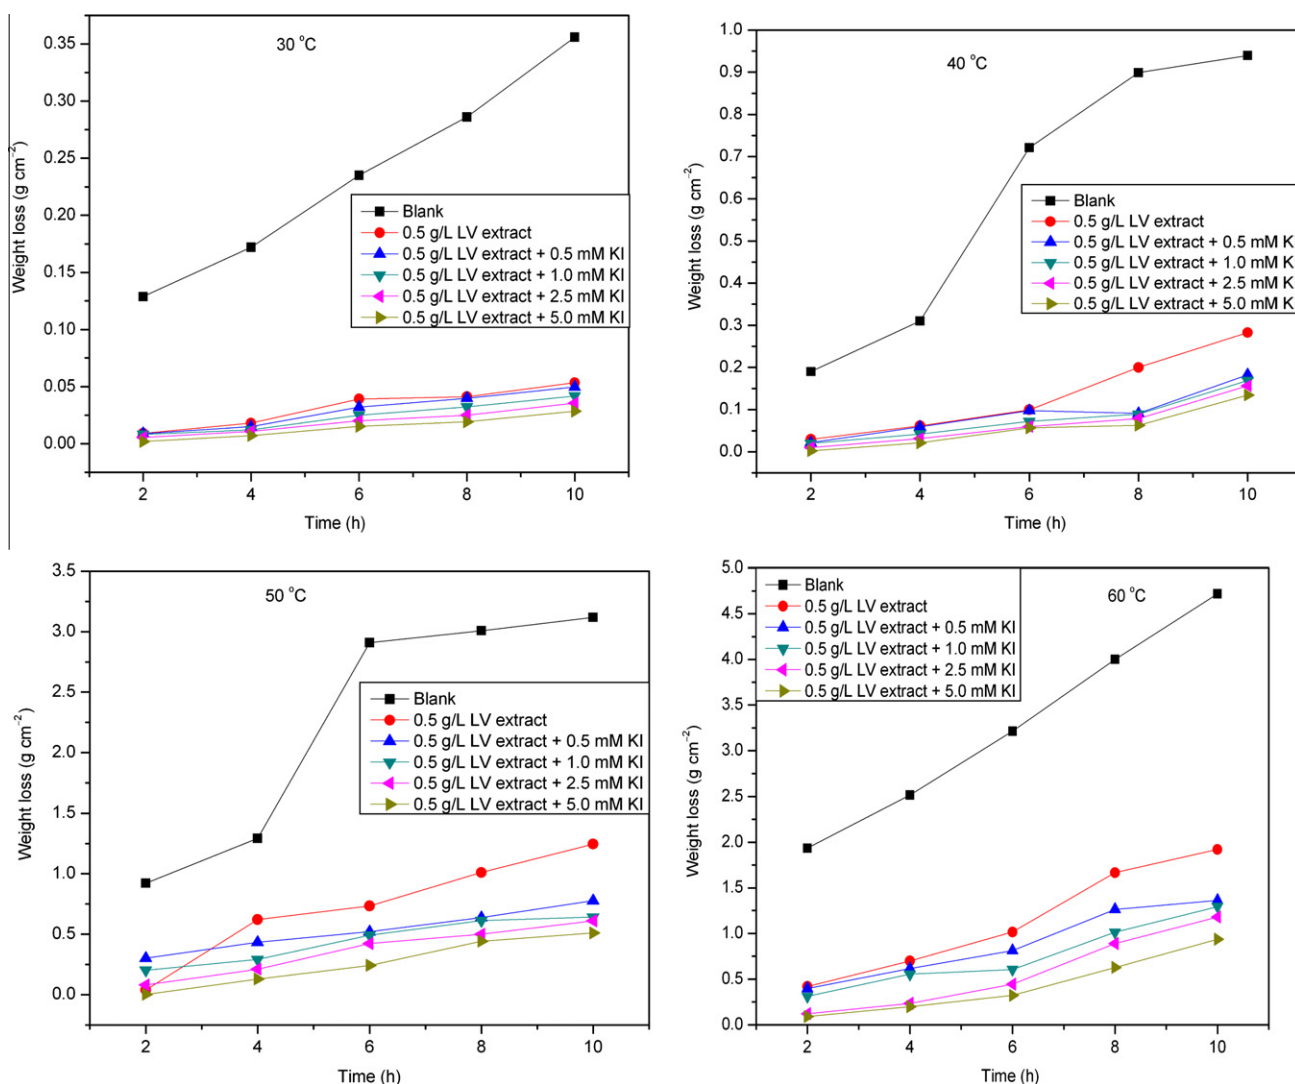 30 °C
Weight loss (g cm⁻²)
0.35
0.30
0.25
0.20
0.15
0.10
0.05
0.00
Blank
0.5 g/L LV extract
0.5 g/L LV extract + 0.5 mM KI
0.5 g/L LV extract + 1.0 mM KI
0.5 g/L LV extract + 2.5 mM KI
0.5 g/L LV extract + 5.0 mM KI
2 4 6 8 10
Time (h)
40 °C
Weight loss (g cm⁻²)
1.0
0.9
0.8
0.7
0.6
0.5
0.4
0.3
0.2
0.1
0.0
Blank
0.5 g/L LV extract
0.5 g/L LV extract + 0.5 mM KI
0.5 g/L LV extract + 1.0 mM KI
0.5 g/L LV extract + 2.5 mM KI
0.5 g/L LV extract + 5.0 mM KI
2 4 6 8 10
Time (h)
50 °C
Weight loss (g cm⁻²)
3.5
3.0
2.5
2.0
1.5
1.0
0.5
0.0
Blank
0.5 g/L LV extract
0.5 g/L LV extract + 0.5 mM KI
0.5 g/L LV extract + 1.0 mM KI
0.5 g/L LV extract + 2.5 mM KI
0.5 g/L LV extract + 5.0 mM KI
2 4 6 8 10
Time (h)
60 °C
Weight loss (g cm⁻²)
5.0
4.5
4.0
3.5
3.0
2.5
2.0
1.5
1.0
0.5
0.0
Blank
0.5 g/L LV extract
0.5 g/L LV extract + 0.5 mM KI
0.5 g/L LV extract + 1.0 mM KI
0.5 g/L LV extract + 2.5 mM KI
0.5 g/L LV extract + 5.0 mM KI
2 4 6 8 10
Time (h)